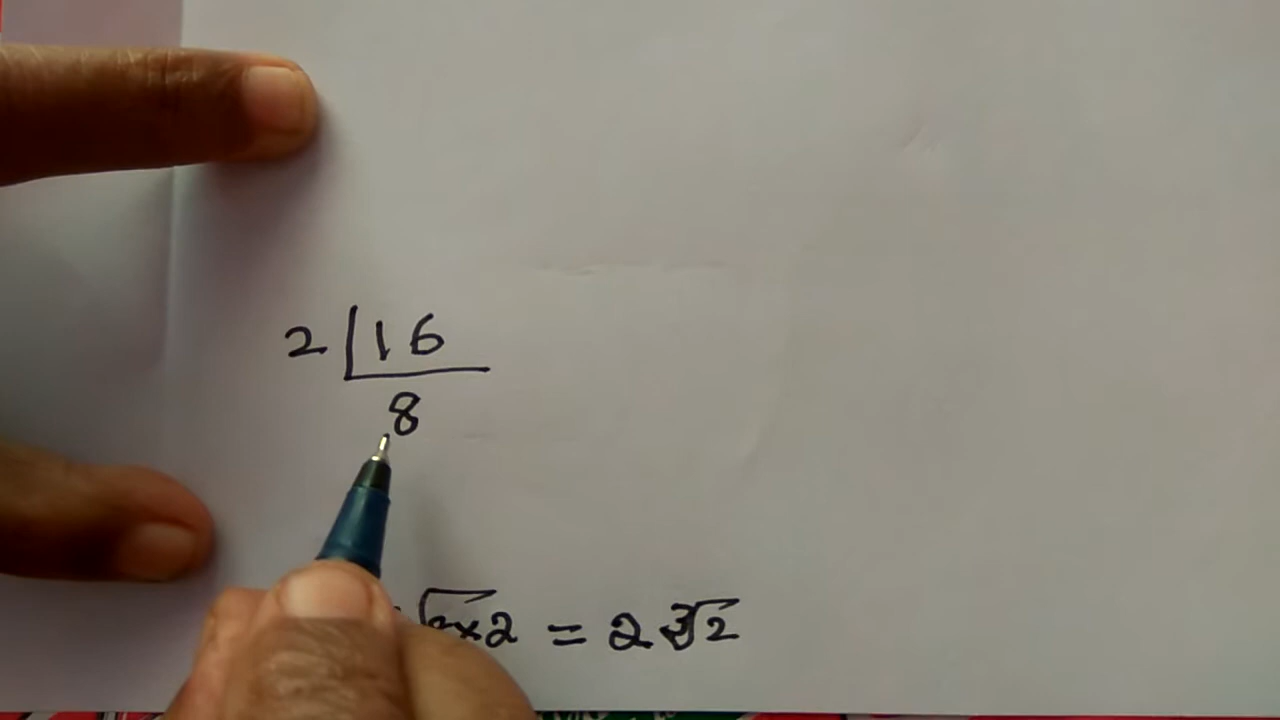 2 | 16
8
√ ×2 = 2 ∛2